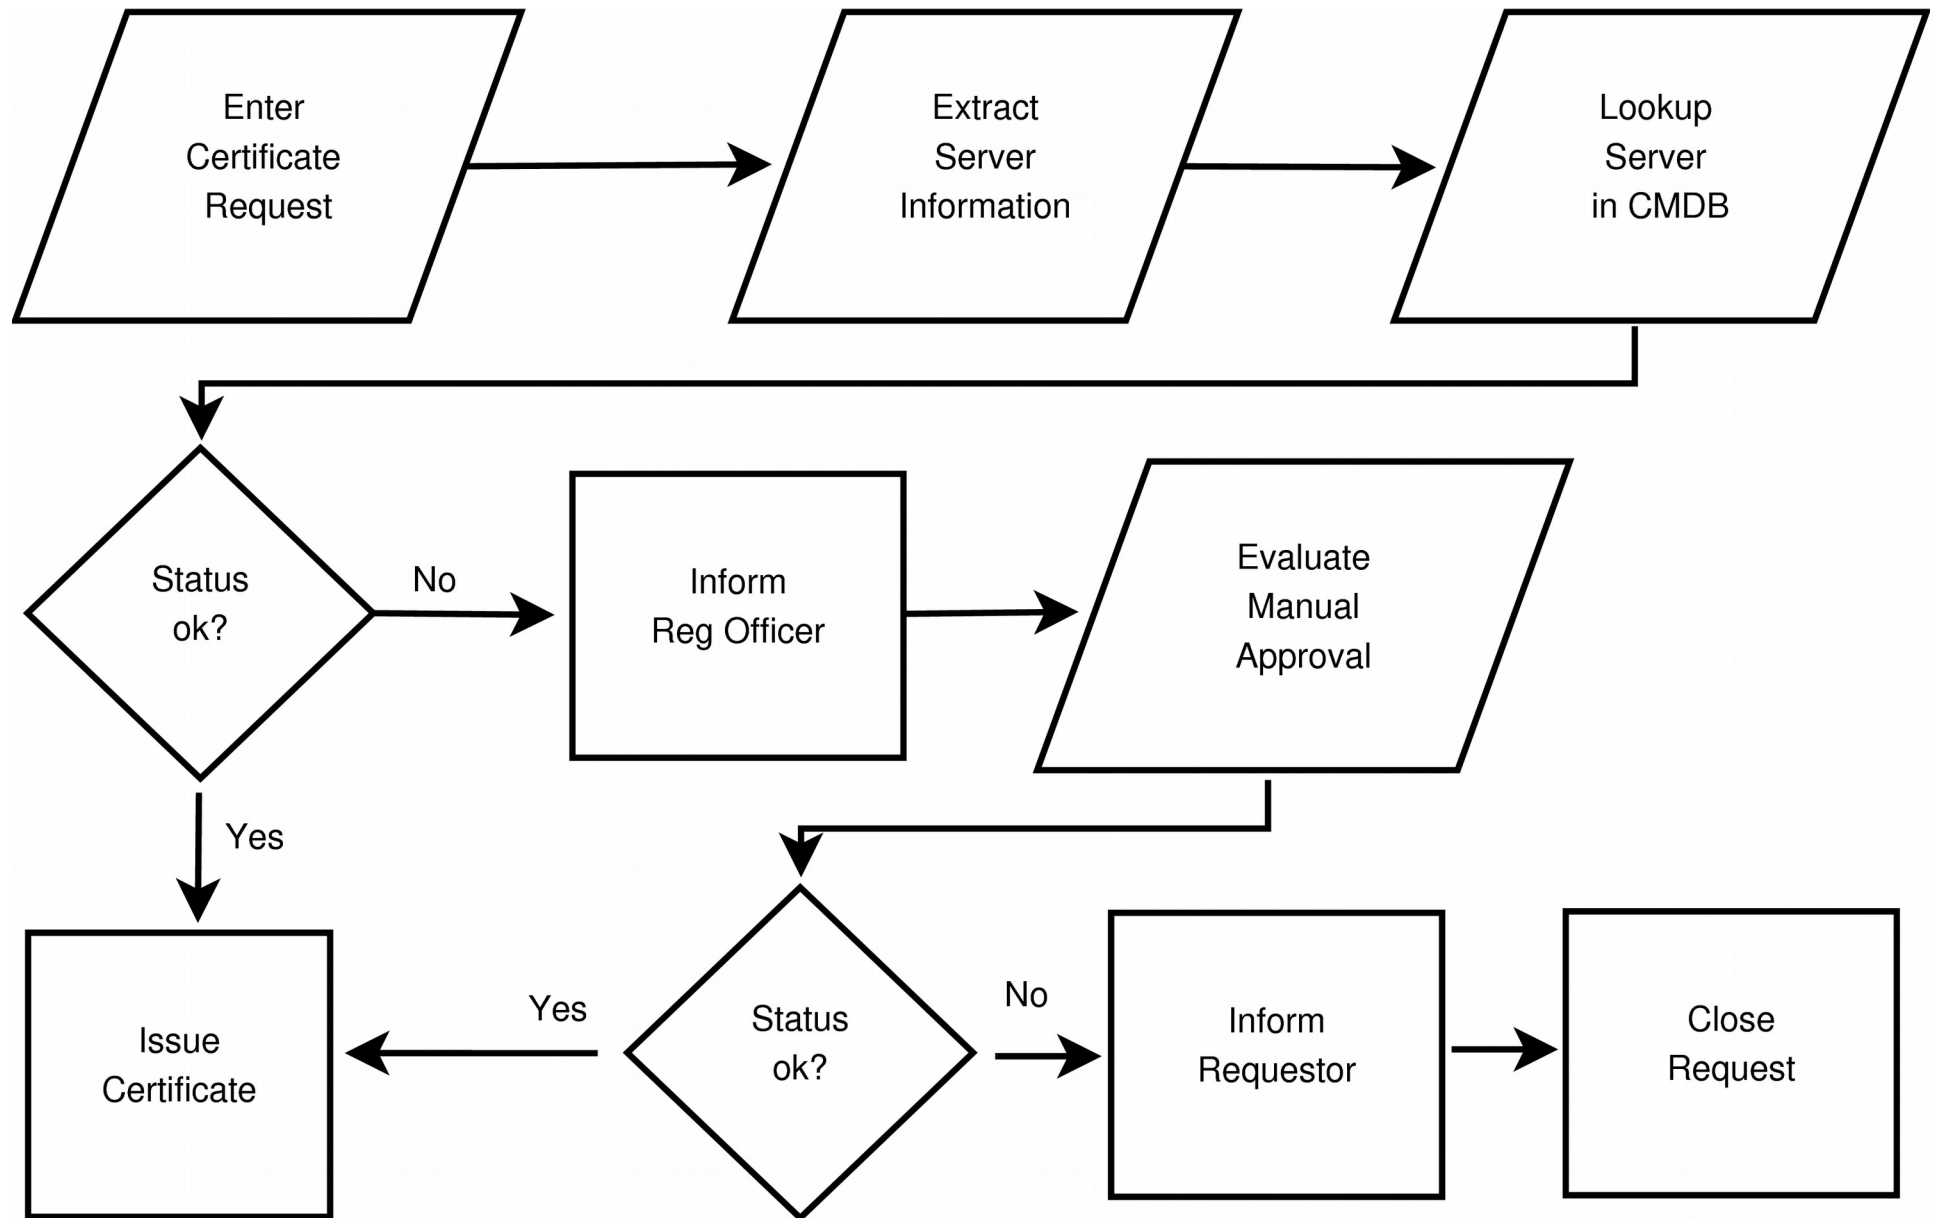 Enter
Certificate
Request
Extract
Server
Information
Lookup
Server
in CMDB
Status
ok?
No
Inform
Reg Officer
Evaluate
Manual
Approval
Yes
Issue
Certificate
Yes
Status
ok?
No
Inform
Requestor
Close
Request